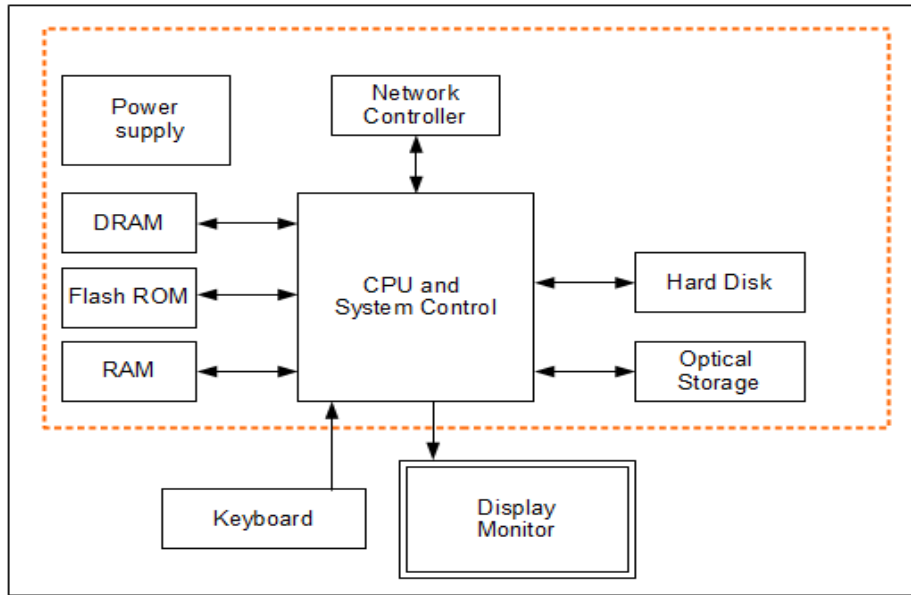 Power
supply
Network
Controller
DRAM
Flash ROM
RAM
CPU and
System Control
Hard Disk
Optical
Storage
Keyboard
Display
Monitor